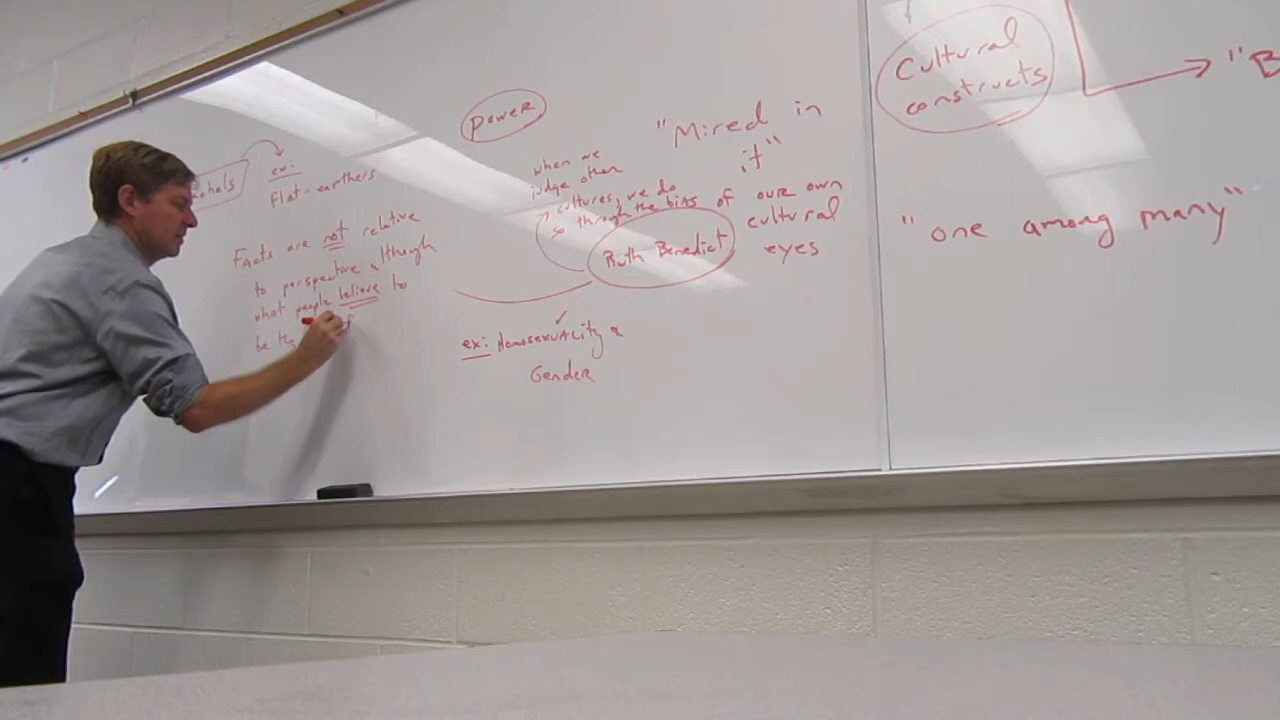 ex:
flat-earthers
Facts are not relative
to perspective although
what people believe to
be the
power
"Mired in
it"
when we
judge other
cultures, we do
so through the bias of our own
cultural
eyes
Ruth Benedict
ex: Homosexuality &
Gender
Cultural
constructs
"B
"one among many"